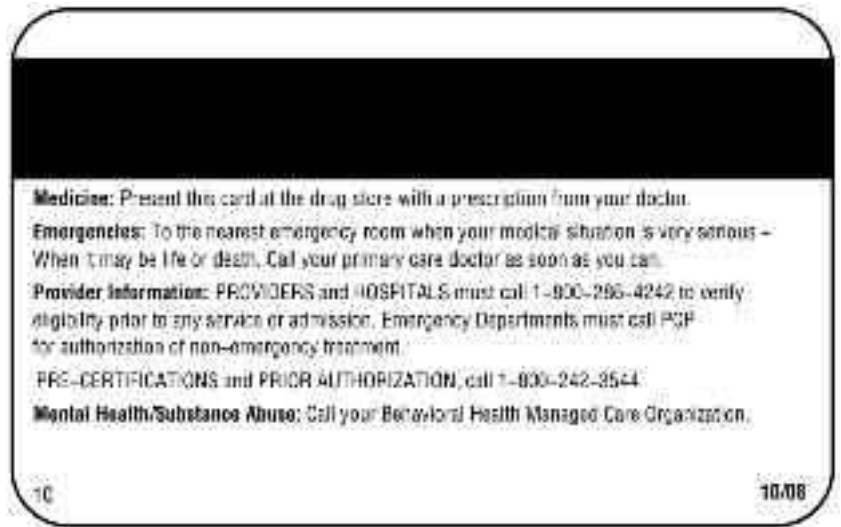 Medicine: Present this card at the drug store with a prescription from your doctor.
Emergencies: To the nearest emergency room when your medical situation is very serious –
When it may be life or death. Call your primary care doctor as soon as you can.
Provider Information: PROVIDERS and HOSPITALS must call 1-800-286-4242 to verify
eligibility prior to any service or admission. Emergency Departments must call PCP
for authorization of non-emergency treatment.
PRE-CERTIFICATIONS and PRIOR AUTHORIZATION, call 1-800-242-3544
Mental Health/Substance Abuse: Call your Behavioral Health Managed Care Organization.
10
10/08